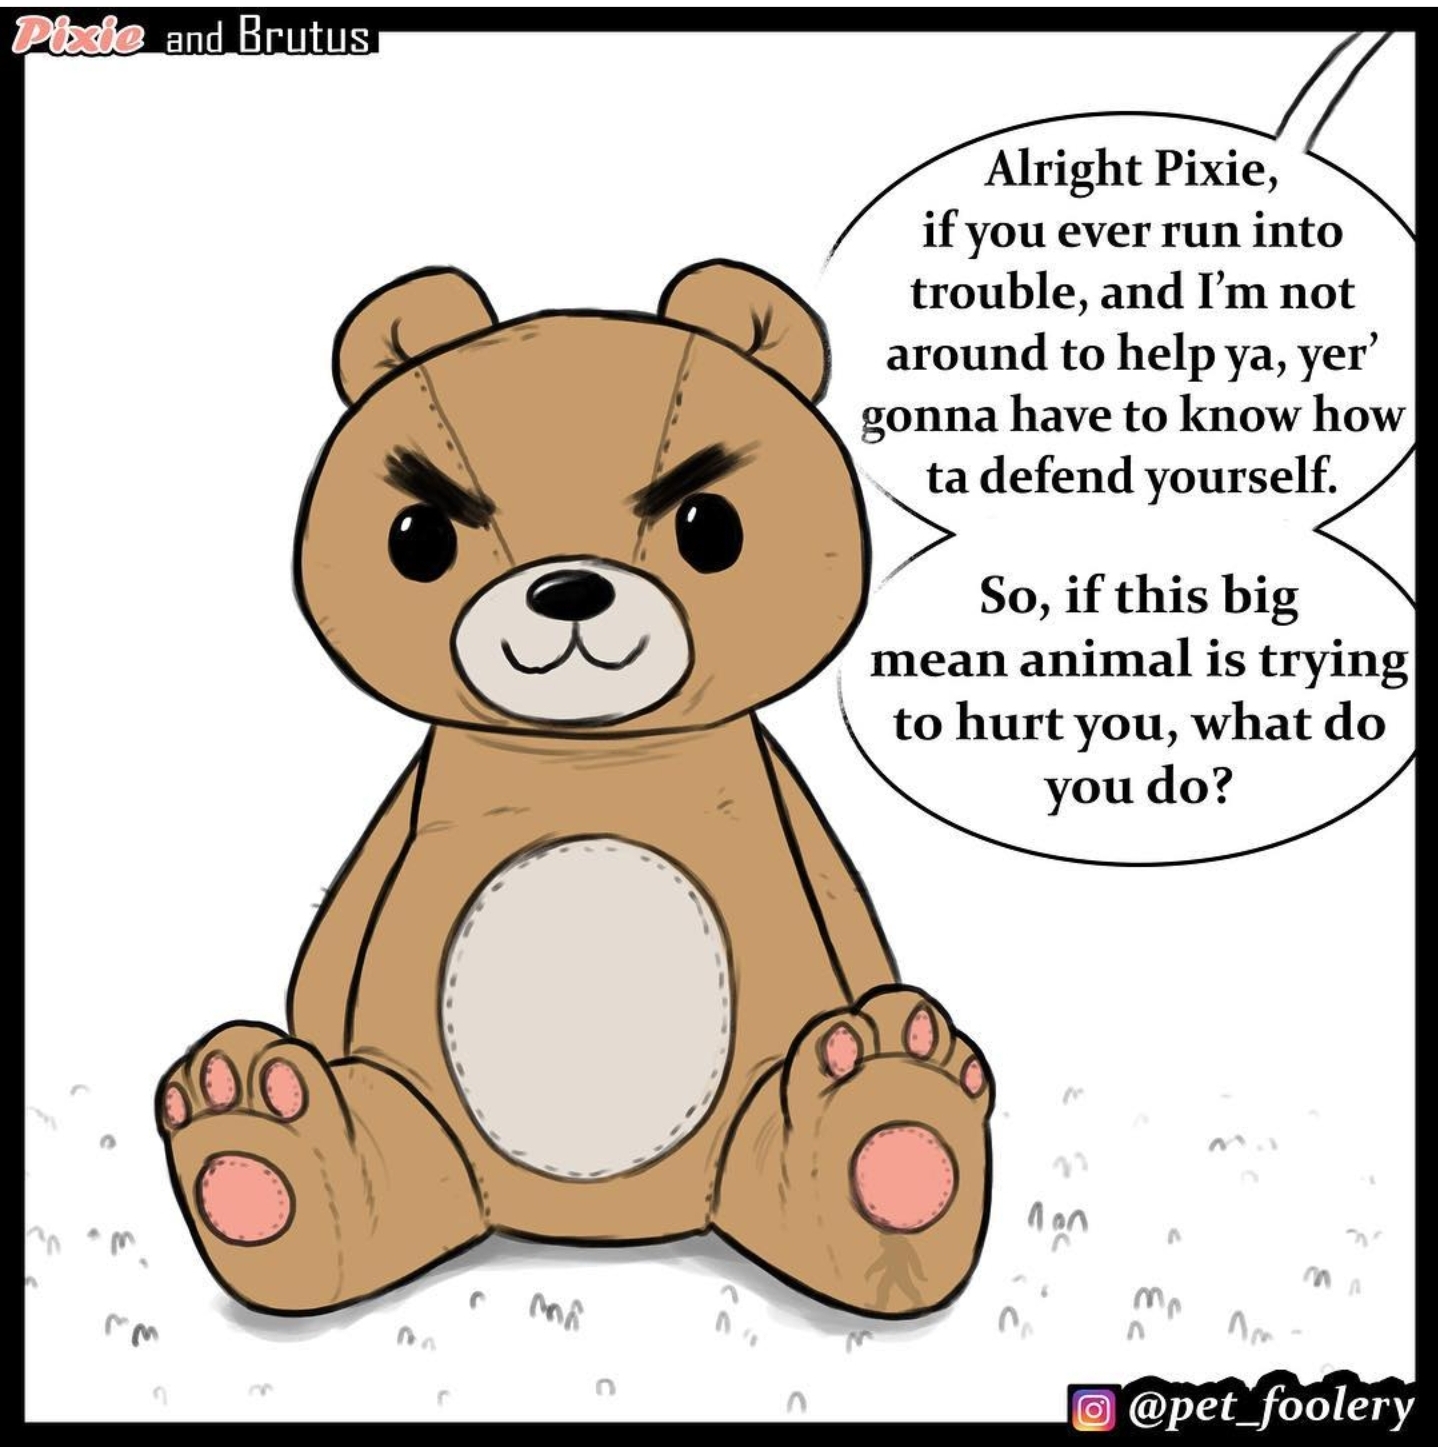 Pixie and Brutus
Alright Pixie,
if you ever run into
trouble, and I'm not
around to help ya, yer'
gonna have to know how
ta defend yourself.
So, if this big
mean animal is trying
to hurt you, what do
you do?
@pet_foolery